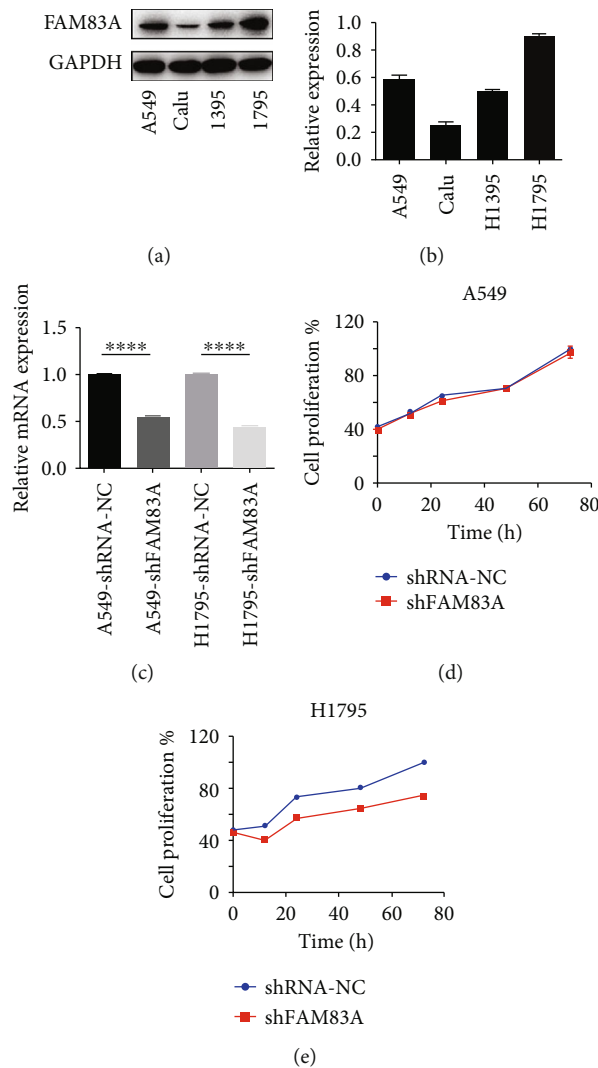 FAM83A
GAPDH
A549
Calu
1395
1795
(a)
Relative expression
1.0
0.8
0.6
0.4
0.2
0.0
A549
Calu
H1395
H1795
(b)
Relative mRNA expression
1.5
1.0
0.5
0.0
****
****
A549-shRNA-NC
A549-shFAM83A
H1795-shRNA-NC
H1795-shFAM83A
(c)
A549
Cell proliferation %
120
80
40
0
0 20 40 60 80
Time (h)
shRNA-NC
shFAM83A
(d)
H1795
Cell proliferation %
120
80
40
0
0 20 40 60 80
Time (h)
shRNA-NC
shFAM83A
(e)